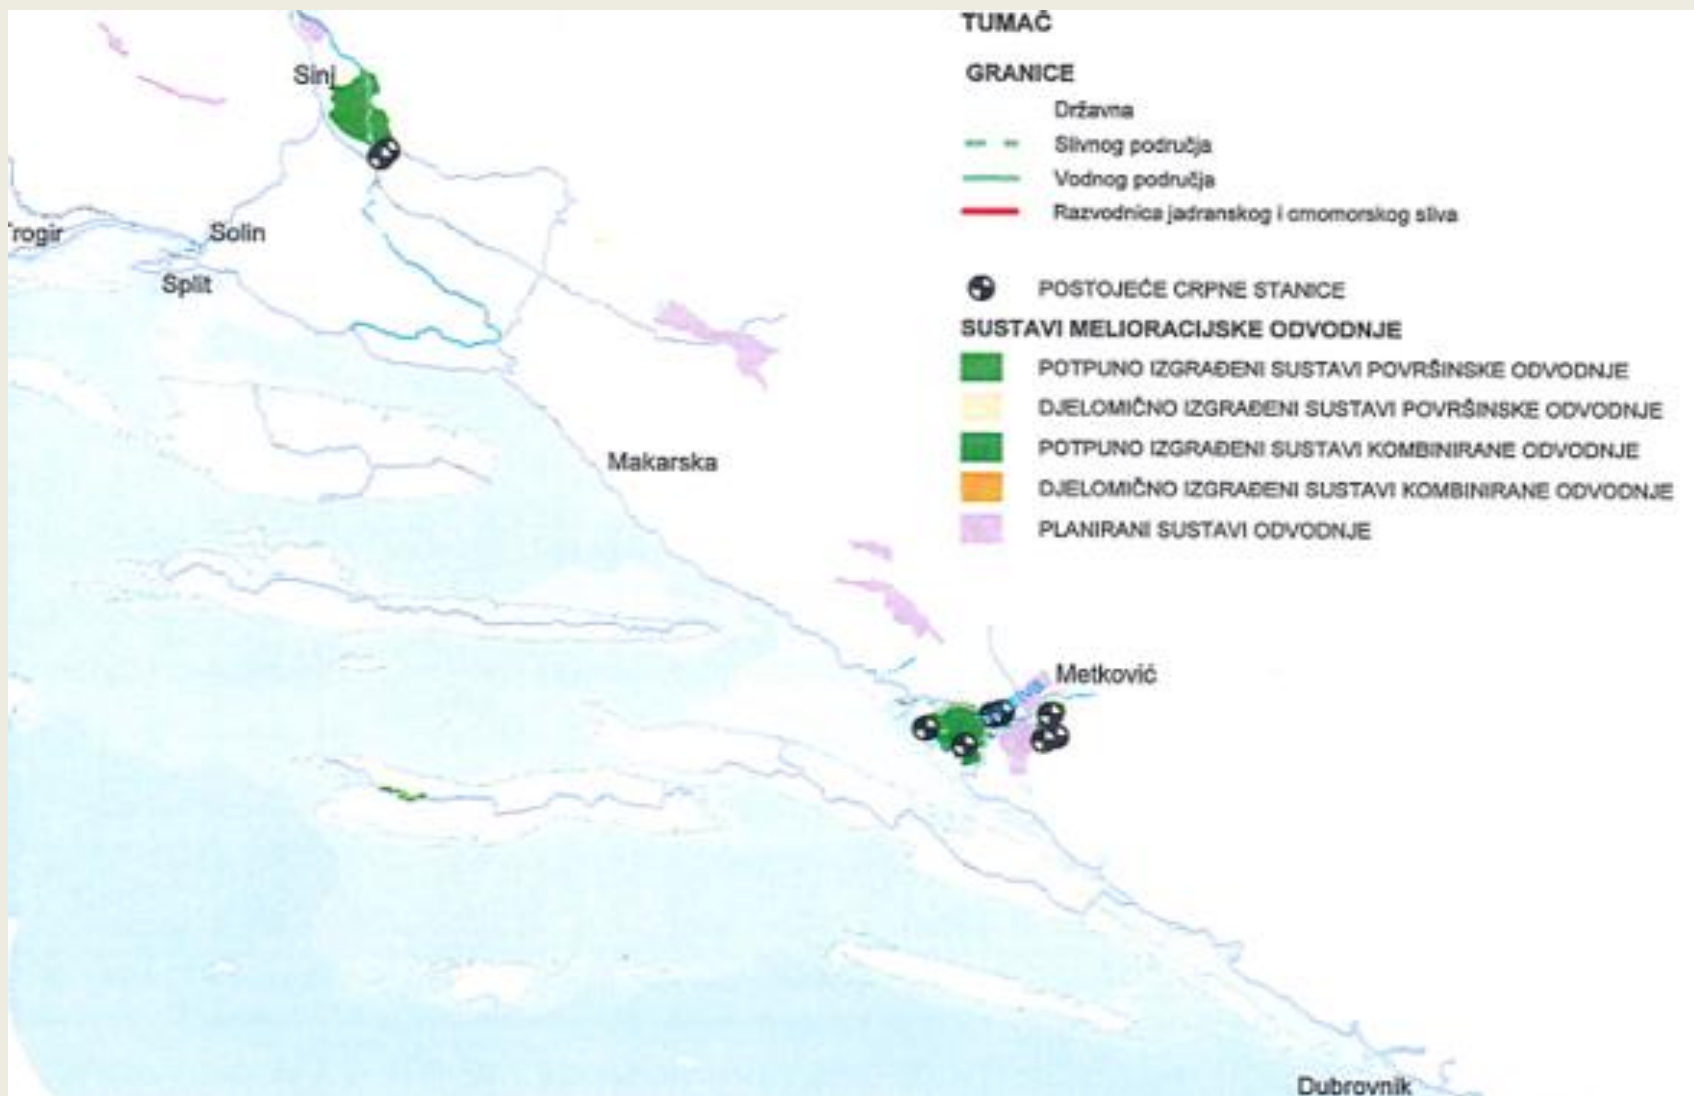 TUMAČ
GRANICE
Državna
Slivnog područja
Vodnog područja
Razvodnica jadranskog i crnomorskog sliva
POSTOJEĆE CRPNE STANICE
SUSTAVI MELIORACIJSKE ODVODNJE
POTPUNO IZGRAĐENI SUSTAVI POVRŠINSKE ODVODNJE
DJELOMIČNO IZGRAĐENI SUSTAVI POVRŠINSKE ODVODNJE
POTPUNO IZGRAĐENI SUSTAVI KOMBINIRANE ODVODNJE
DJELOMIČNO IZGRAĐENI SUSTAVI KOMBINIRANE ODVODNJE
PLANIRANI SUSTAVI ODVODNJE
Sinj
Trogir
Solin
Split
Makarska
Metković
Dubrovnik